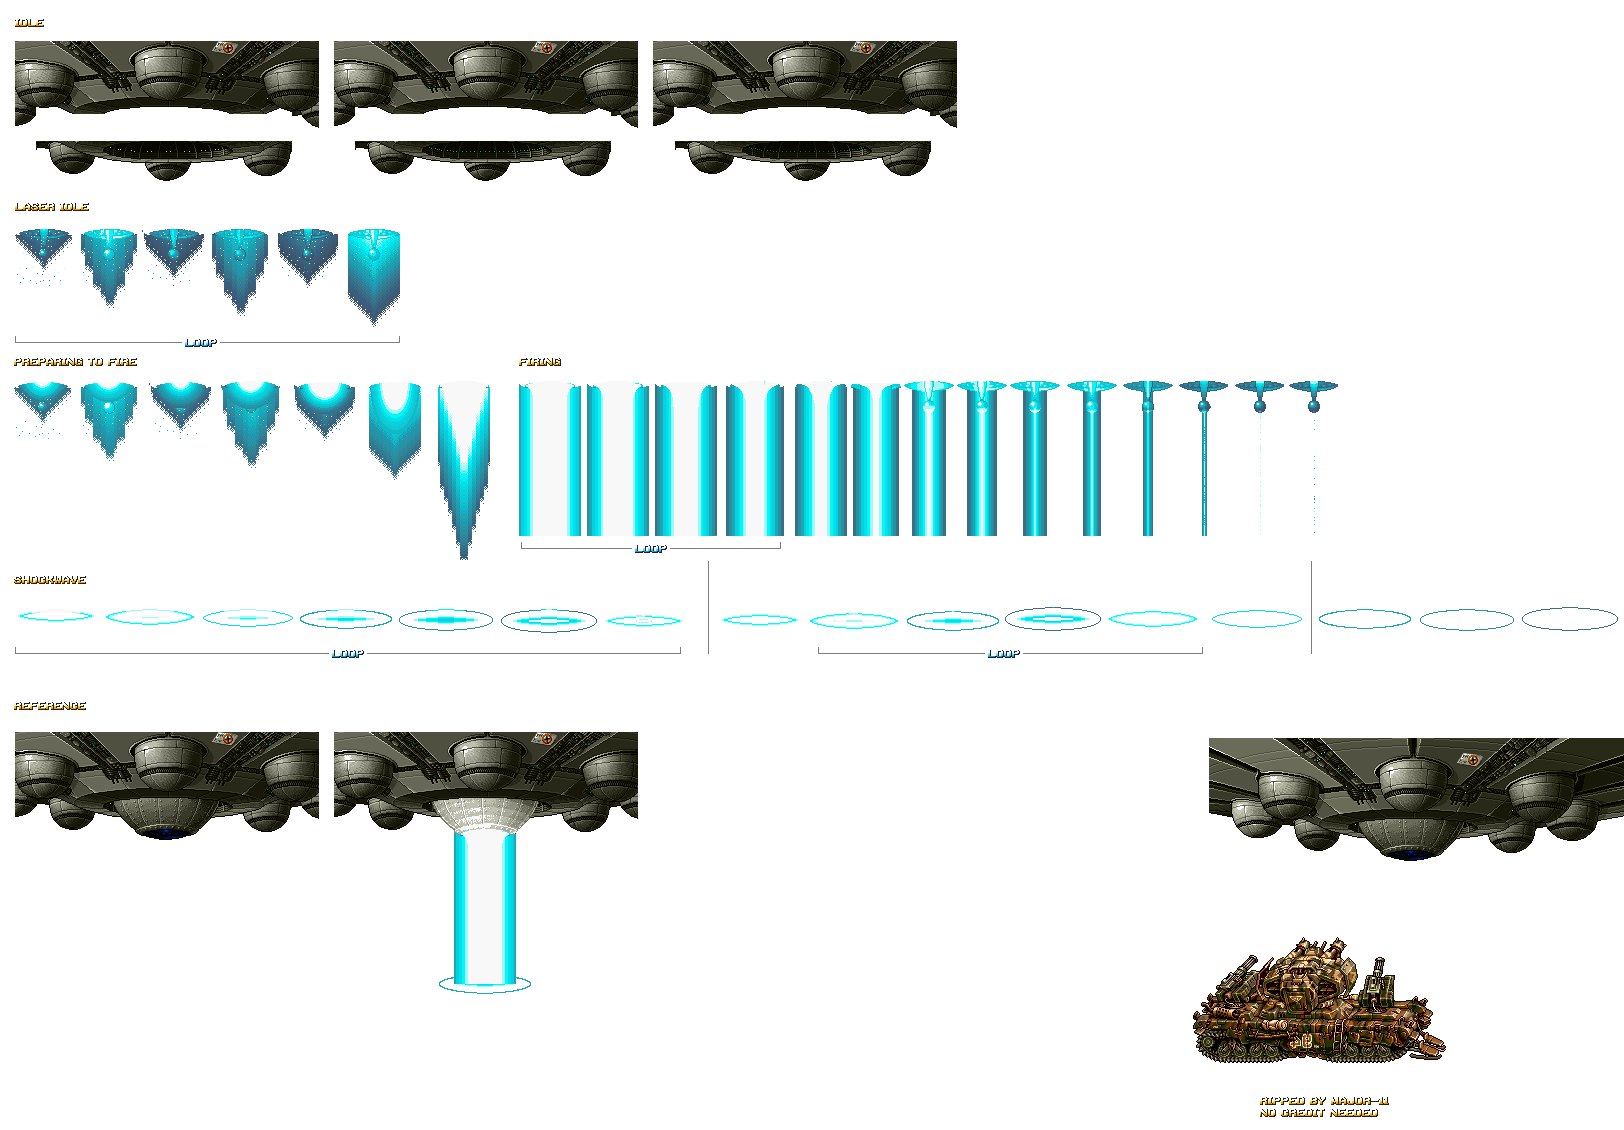 IDLE
LASER IDLE
LOOP
PREPARING TO FIRE
FIRING
LOOP
SHOCKWAVE
LOOP
LOOP
REFERENCE
RIPPED BY MAJOR-11
NO CREDIT NEEDED